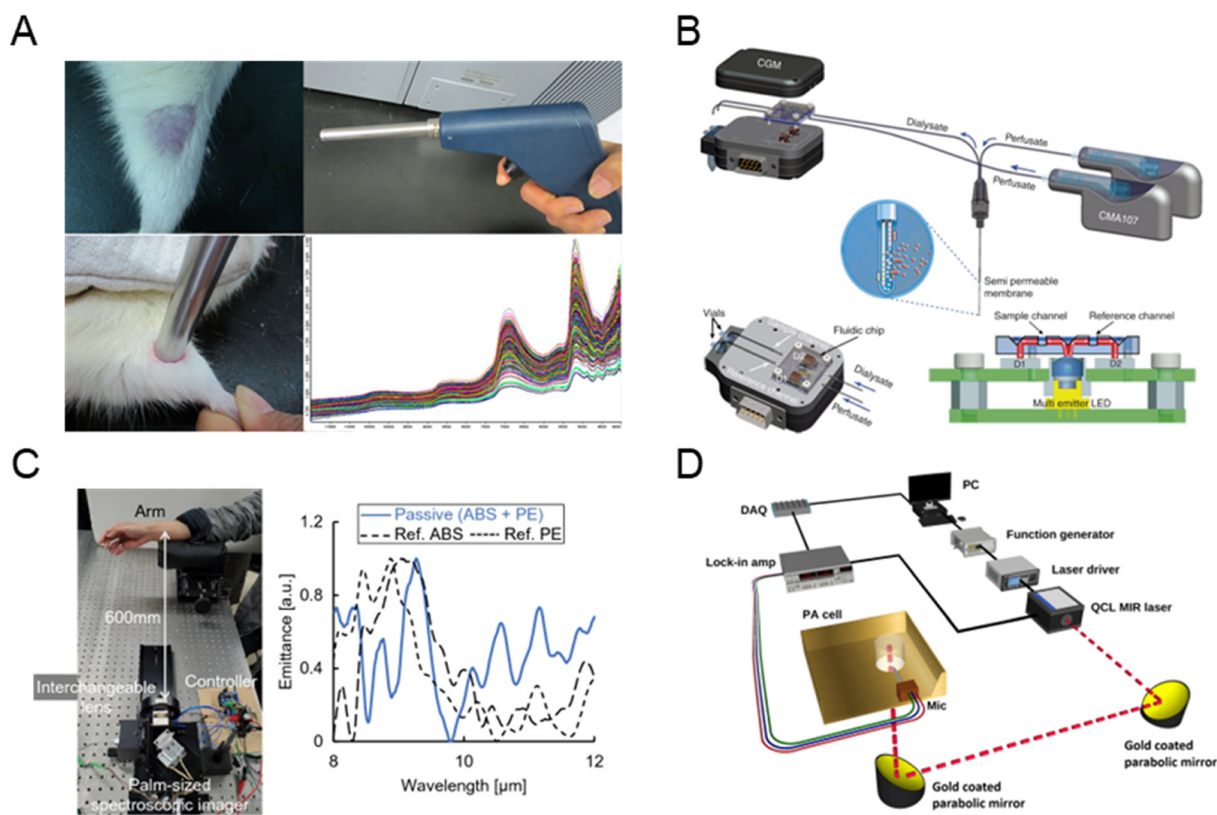 A
B
CGM
Dialysate
Perfusate
Perfusate
CMA107
Semi permeable
membrane
Vials
Fluidic chip
Dialysate
Perfusate
Sample channel
Reference channel
D1
D2
Multi emitter LED
C
Arm
600mm
Interchangeable
lens
Controller
Palm-sized
spectroscopic imager
Passive (ABS + PE)
Ref. ABS
Ref. PE
Emittance [a.u.]
1.2
0.8
0.4
0
8
10
12
Wavelength [µm]
D
PC
DAQ
Function generator
Lock-in amp
Laser driver
QCL MIR laser
PA cell
Mic
Gold coated
parabolic mirror
Gold coated
parabolic mirror